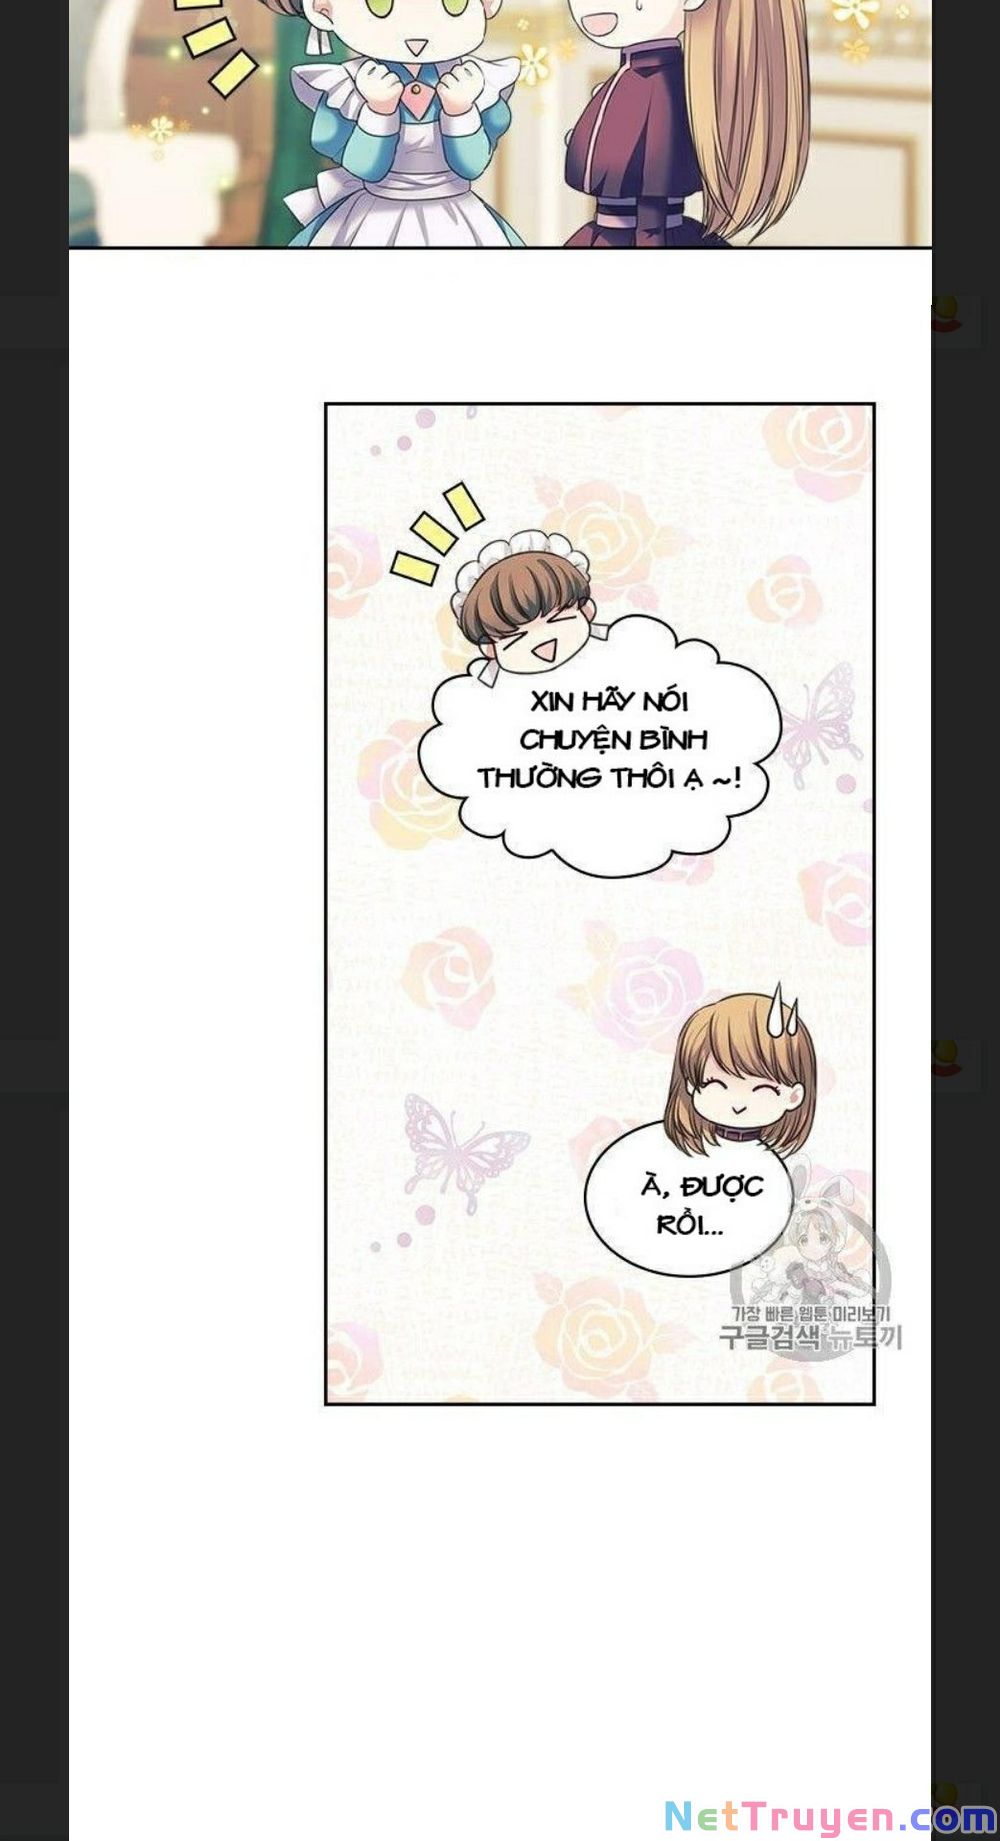 XIN HÃY NÓI
CHUYỆN BÌNH
THƯỜNG THÔI Ạ ~!
À, ĐƯỢC
RỒI...
가장 빠른 웹툰 미리보기
구글검색 뉴토끼
NetTruyen.com